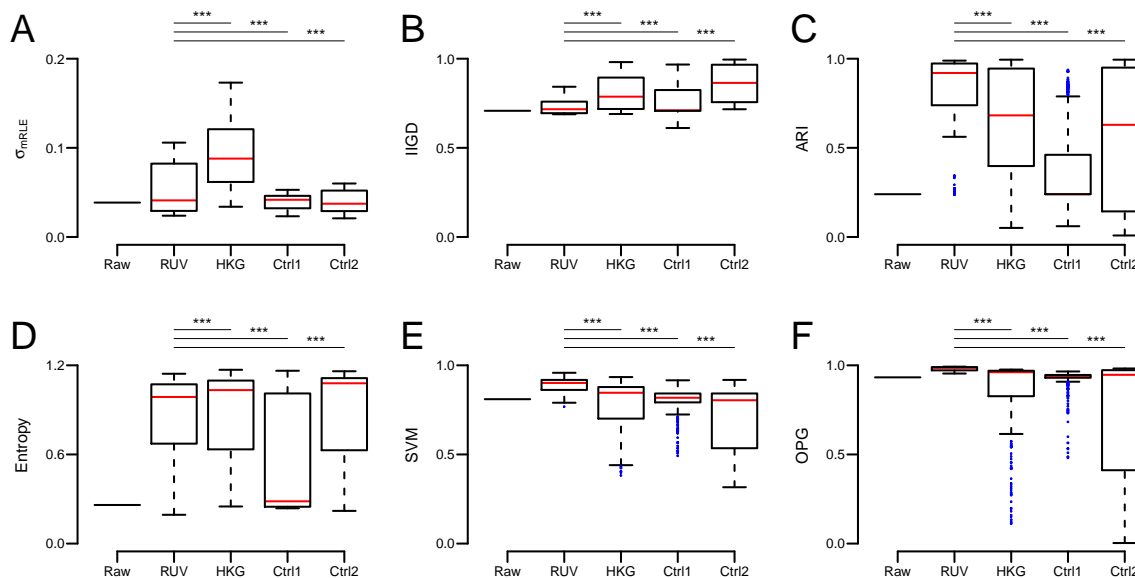 A
***
***
***
0.2
0.1
0.0
σmRLE
Raw RUV HKG Ctrl1 Ctrl2
B
***
***
***
1.0
0.5
0.0
IIGD
Raw RUV HKG Ctrl1 Ctrl2
C
***
***
***
1.0
0.5
0.0
ARI
Raw RUV HKG Ctrl1 Ctrl2
D
***
***
***
1.2
0.6
0.0
Entropy
Raw RUV HKG Ctrl1 Ctrl2
E
***
***
***
1.0
0.5
0.0
SVM
Raw RUV HKG Ctrl1 Ctrl2
F
***
***
***
1.0
0.5
0.0
OPG
Raw RUV HKG Ctrl1 Ctrl2